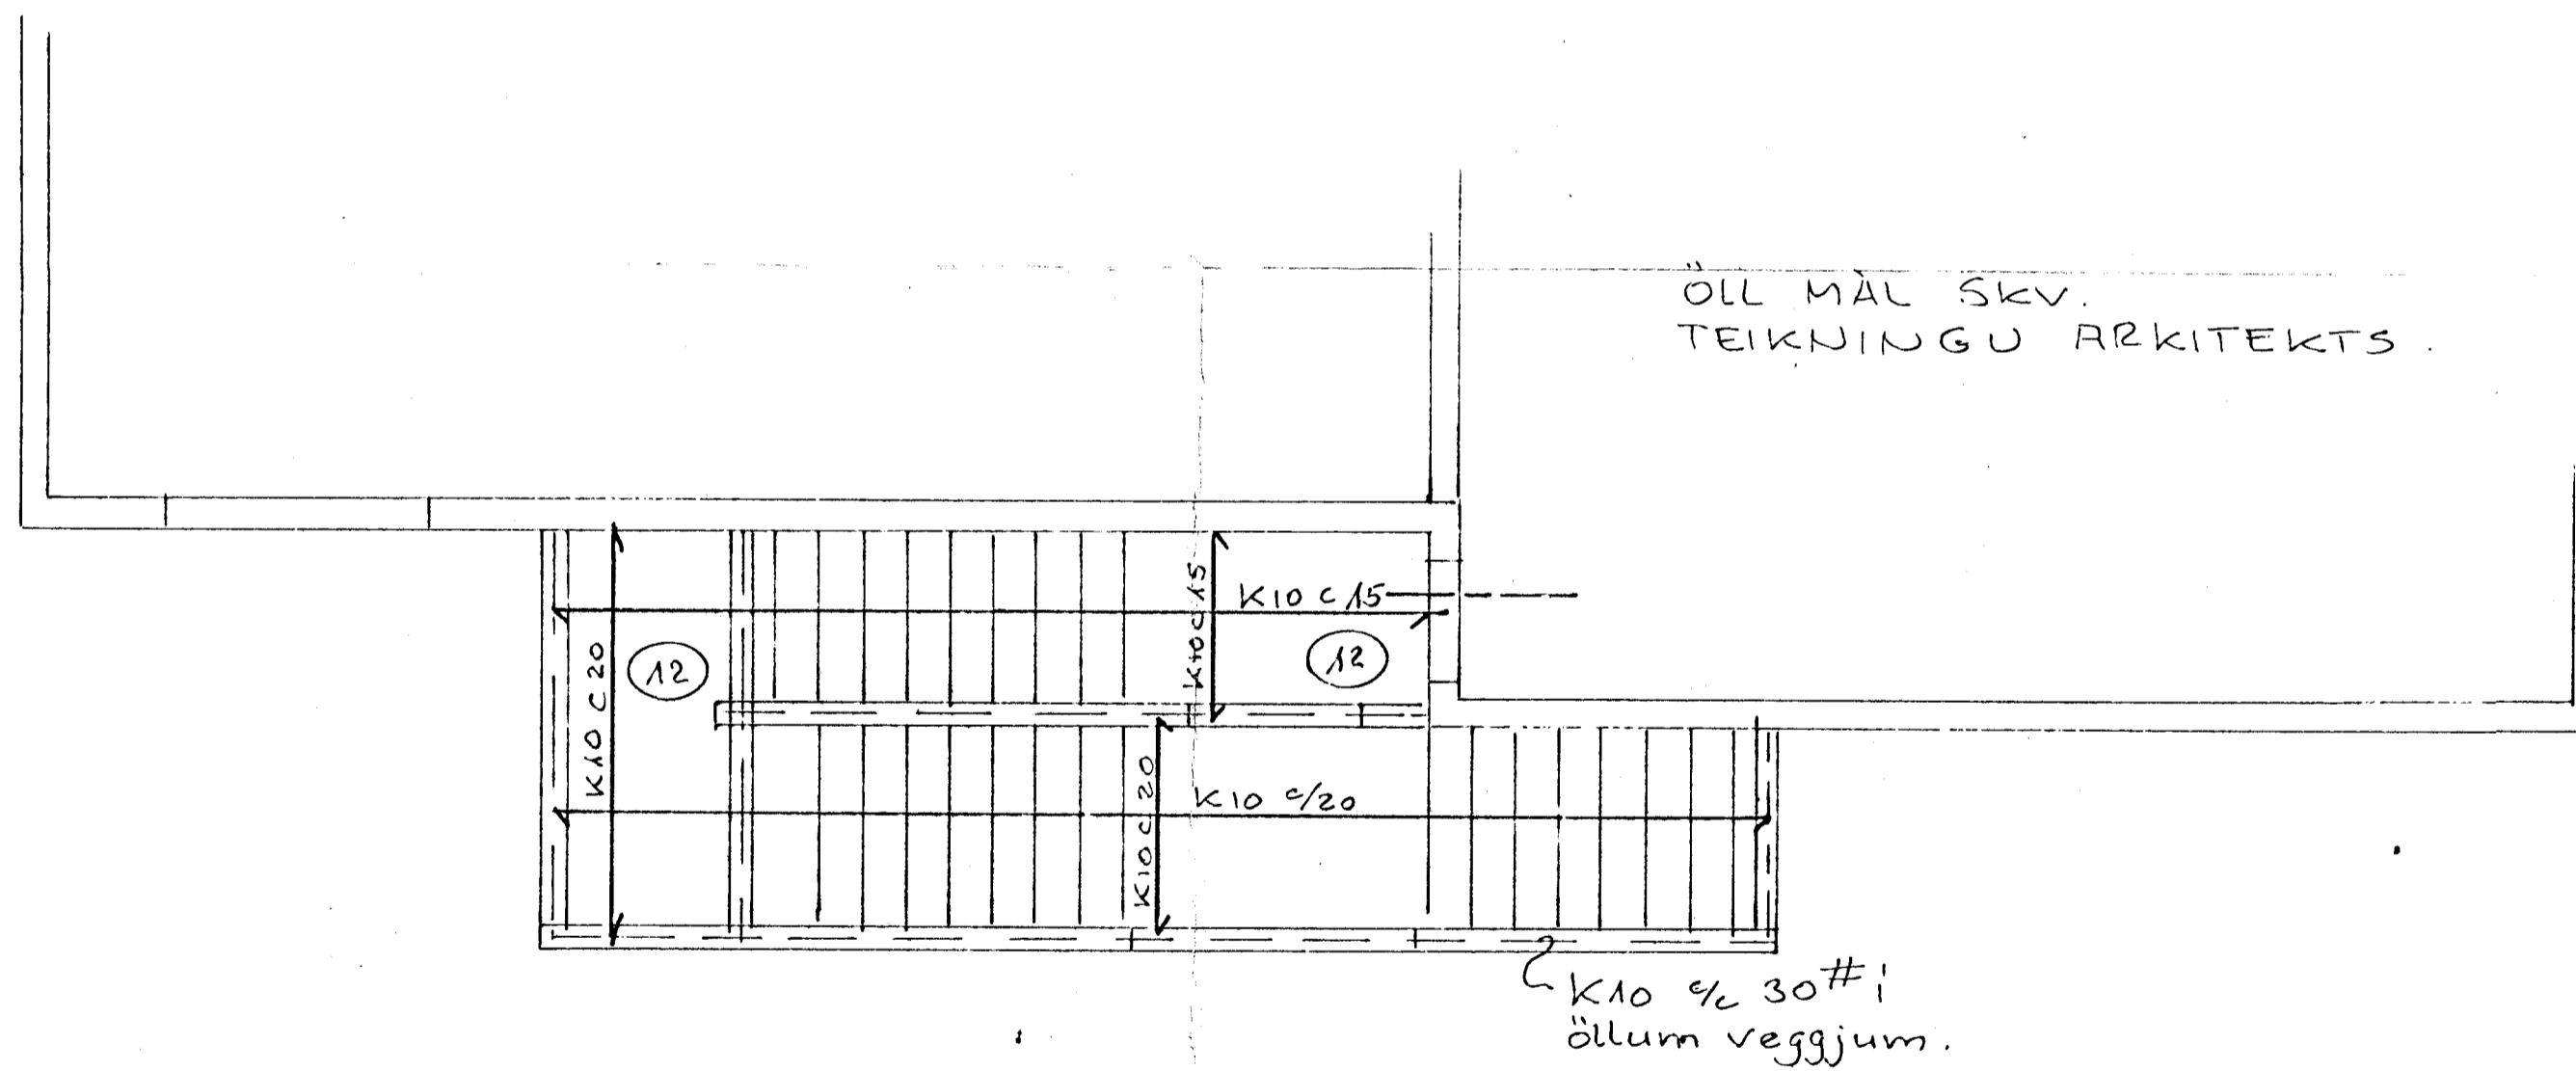 ÖLL MÁL SKV.
TEIKNINGU ARKITEKTS.
K10 C 15
K10 C 15
12
12
K10 C 20
K10 C 20
K10 c/20
K10 c/c 30 # í
öllum veggjum.